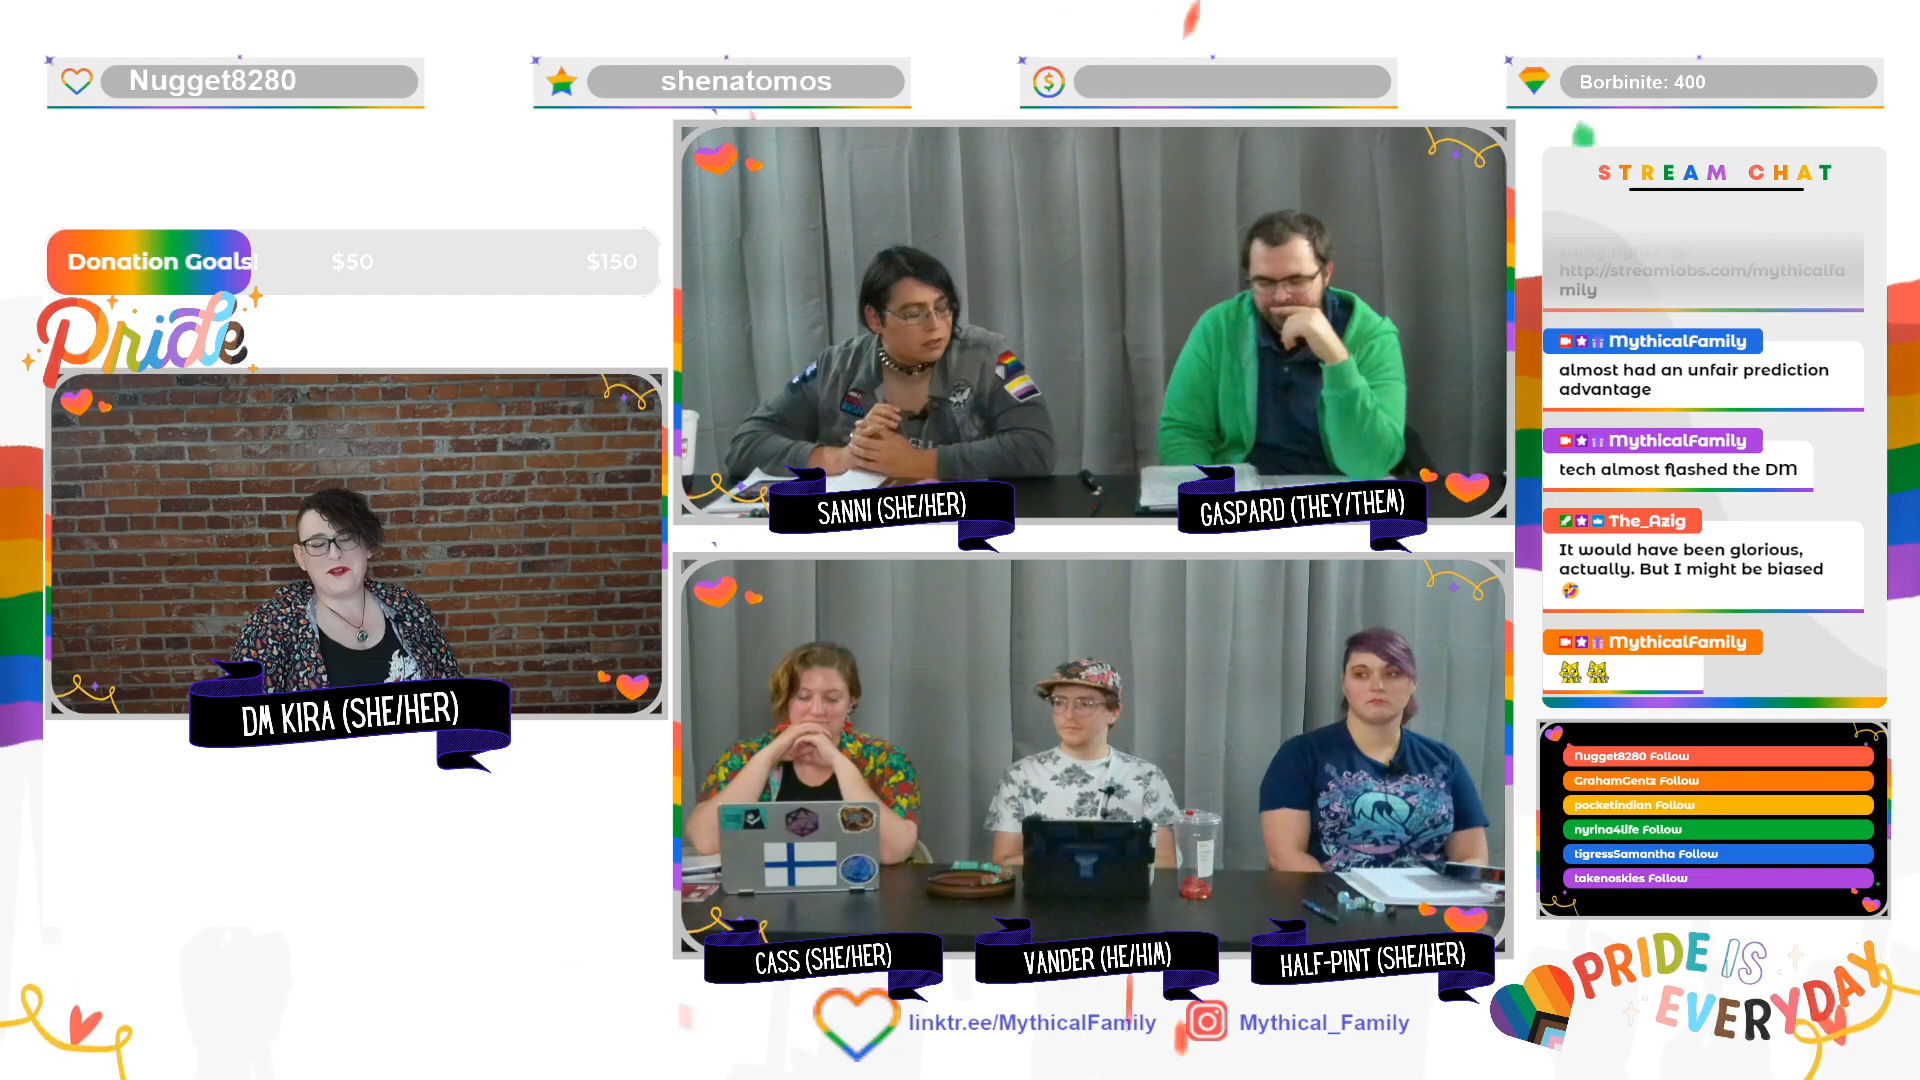 Nugget8280
shenatomos
Borbinite: 400
Donation Goals!
$50
$150
Pride
DM KIRA (SHE/HER)
SANNI (SHE/HER)
GASPARD (THEY/THEM)
CASS (SHE/HER)
VANDER (HE/HIM)
HALF-PINT (SHE/HER)
STREAM CHAT
http://streamlabs.com/mythicalfa
mily
MythicalFamily
almost had an unfair prediction
advantage
MythicalFamily
tech almost flashed the DM
The_Azig
It would have been glorious,
actually. But I might be biased
MythicalFamily
Nugget8280 Follow
GrahamGentz Follow
pocketindian Follow
nyrina4life Follow
tigressSamantha Follow
takenoskies Follow
PRIDE IS
EVERYDAY
linktr.ee/MythicalFamily
Mythical_Family